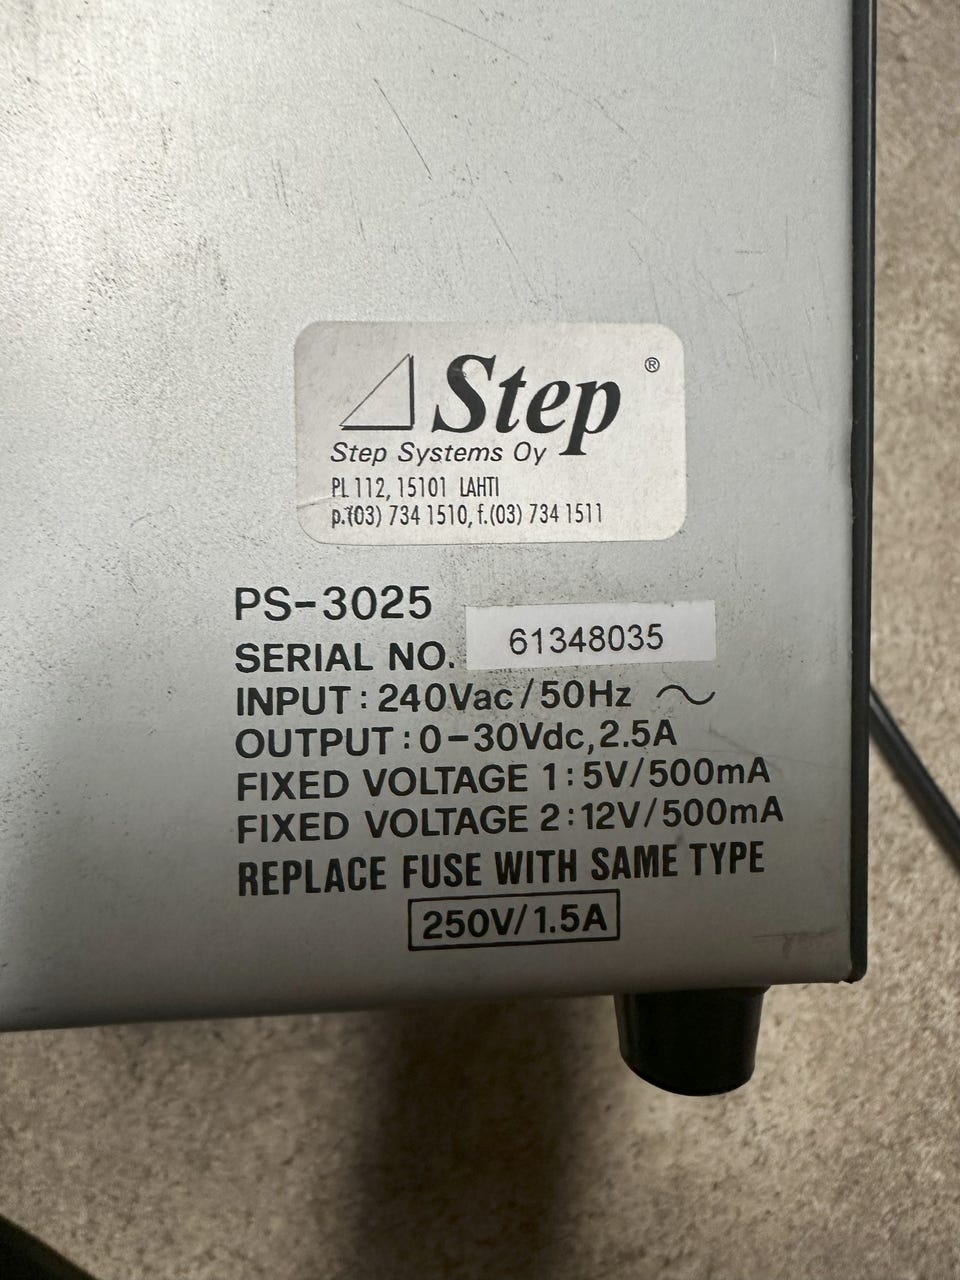 Step ®
Step Systems Oy
PL 112, 15101 LAHTI
p.(03) 734 1510, f.(03) 734 1511
PS-3025
SERIAL NO. 61348035
INPUT : 240Vac/50Hz
OUTPUT : 0-30Vdc, 2.5A
FIXED VOLTAGE 1 : 5V/500mA
FIXED VOLTAGE 2 : 12V/500mA
REPLACE FUSE WITH SAME TYPE
250V/1.5A